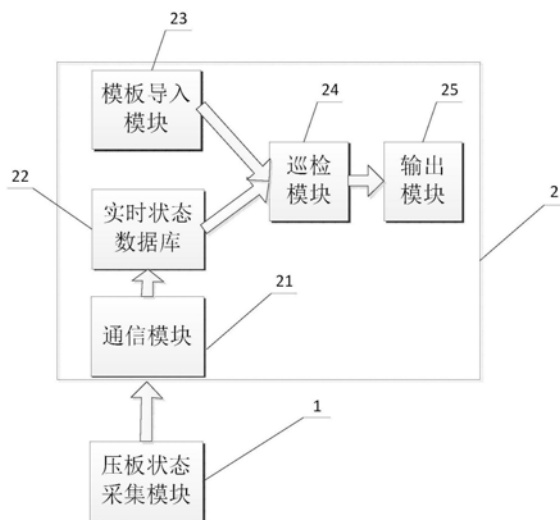 23
模板导入
模块
24
25
巡检
模块
输出
模块
22
实时状态
数据库
2
21
通信模块
1
压板状态
采集模块